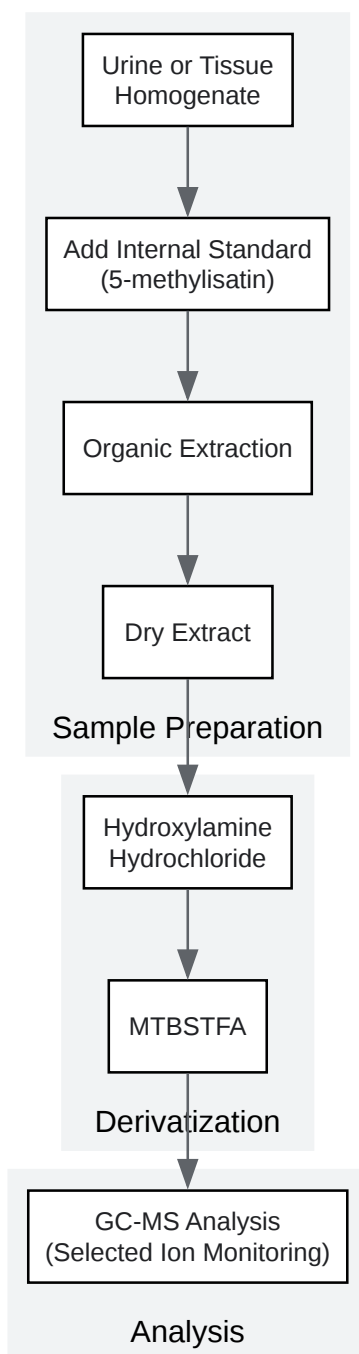 Urine or Tissue
Homogenate
Add Internal Standard
(5-methylisatin)
Organic Extraction
Dry Extract
Sample Preparation
Hydroxylamine
Hydrochloride
MTBSTFA
Derivatization
GC-MS Analysis
(Selected Ion Monitoring)
Analysis